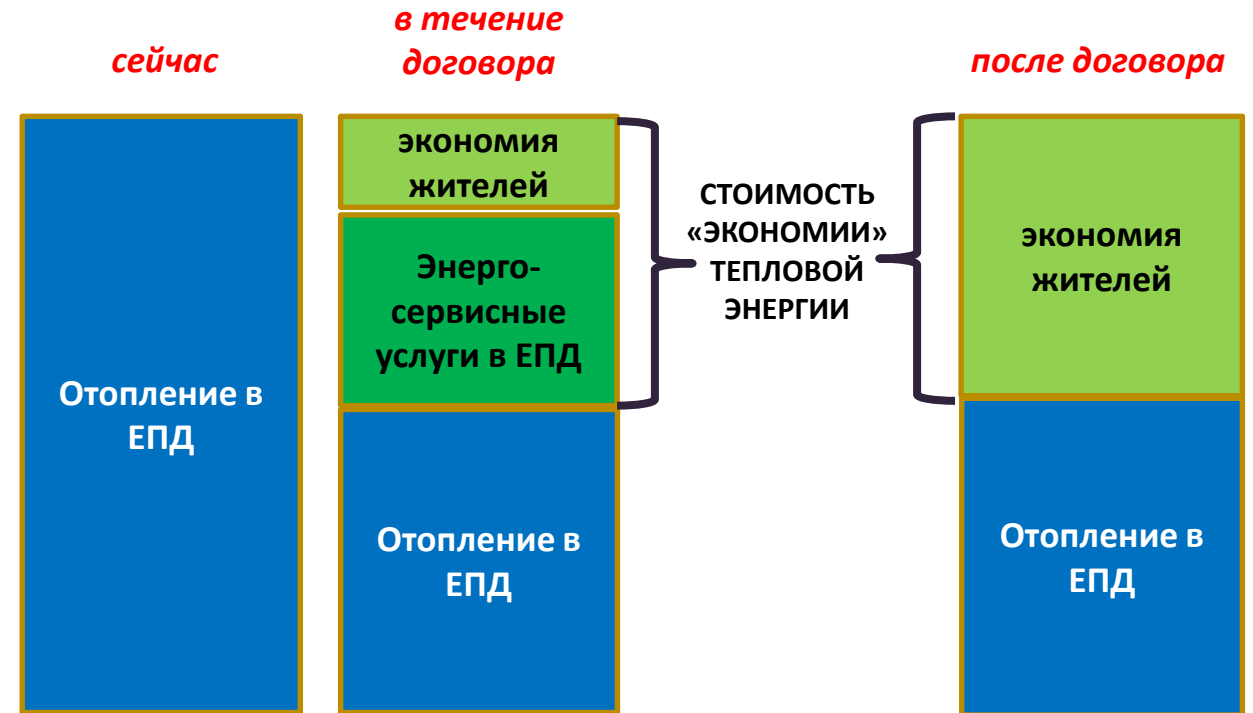 сейчас
в течение
договора
после договора
Отопление в
ЕПД
экономия
жителей
Энерго-
сервисные
услуги в ЕПД
Отопление в
ЕПД
СТОИМОСТЬ
«ЭКОНОМИИ»
ТЕПЛОВОЙ
ЭНЕРГИИ
экономия
жителей
Отопление в
ЕПД